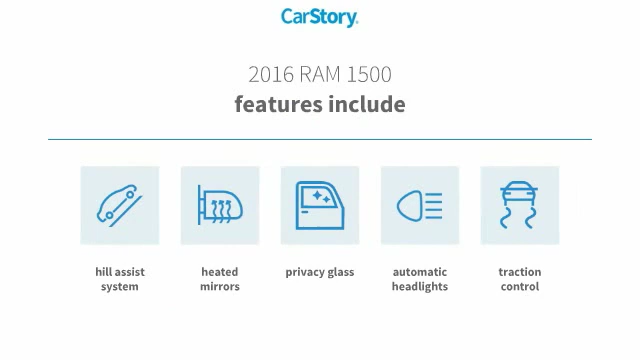 CarStory.
2016 RAM 1500
features include
hill assist
system
heated
mirrors
privacy glass
automatic
headlights
traction
control